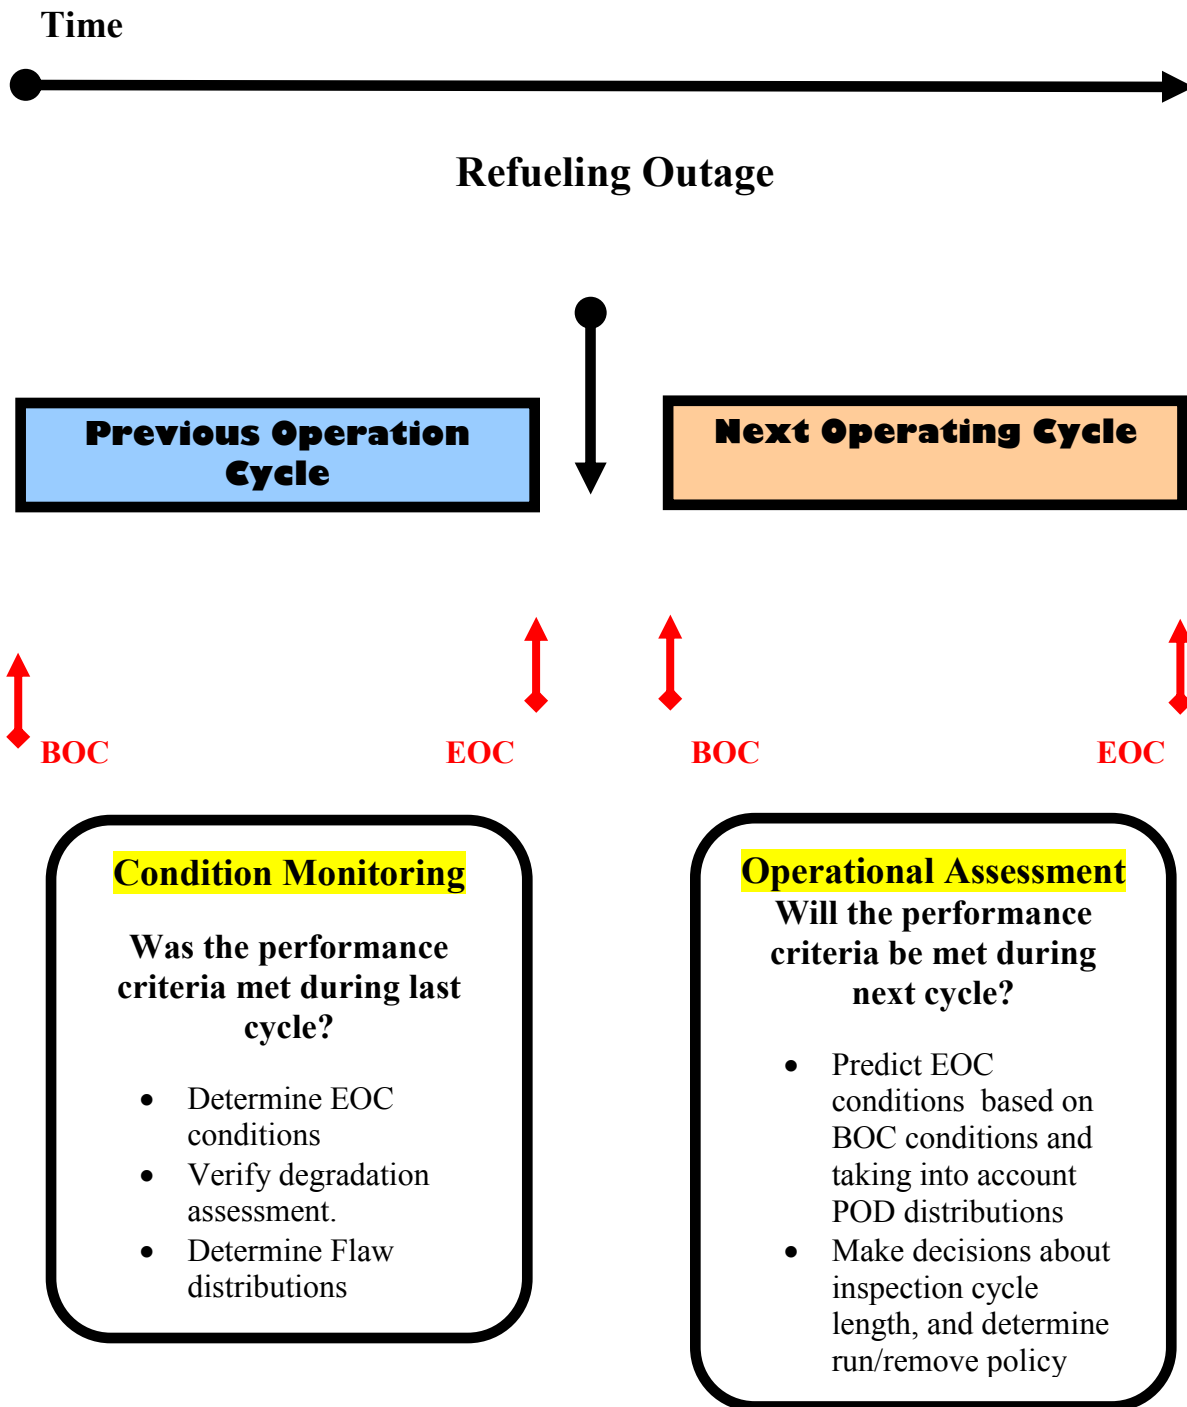 Time
Refueling Outage
Previous Operation
Cycle
Next Operating Cycle
BOC
EOC
BOC
EOC
Condition Monitoring
Was the performance
criteria met during last
cycle?
• Determine EOC
conditions
• Verify degradation
assessment.
• Determine Flaw
distributions
Operational Assessment
Will the performance
criteria be met during
next cycle?
• Predict EOC
conditions  based on
BOC conditions and
taking into account
POD distributions
• Make decisions about
inspection cycle
length, and determine
run/remove policy